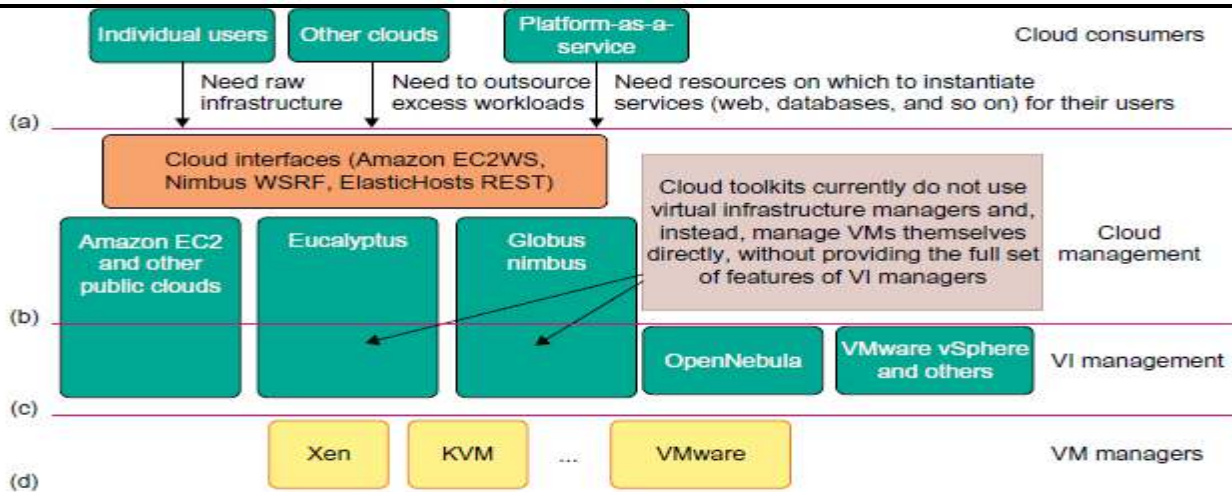 Individual users
Other clouds
Platform-as-a-
service
Cloud consumers
Need raw
infrastructure
Need to outsource
excess workloads
Need resources on which to instantiate
services (web, databases, and so on) for their users
(a)
Cloud interfaces (Amazon EC2WS,
Nimbus WSRF, ElasticHosts REST)
Cloud toolkits currently do not use
virtual infrastructure managers and,
instead, manage VMs themselves
directly, without providing the full set
of features of VI managers
Cloud
management
Amazon EC2
and other
public clouds
Eucalyptus
Globus
nimbus
(b)
OpenNebula
VMware vSphere
and others
VI management
(c)
Xen
KVM
...
VMware
VM managers
(d)